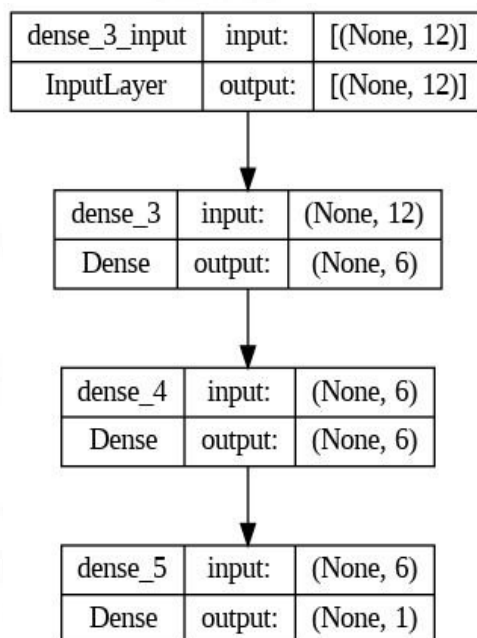 dense_3_input input: [(None, 12)]
InputLayer output: [(None, 12)]
dense_3 input: (None, 12)
Dense output: (None, 6)
dense_4 input: (None, 6)
Dense output: (None, 6)
dense_5 input: (None, 6)
Dense output: (None, 1)